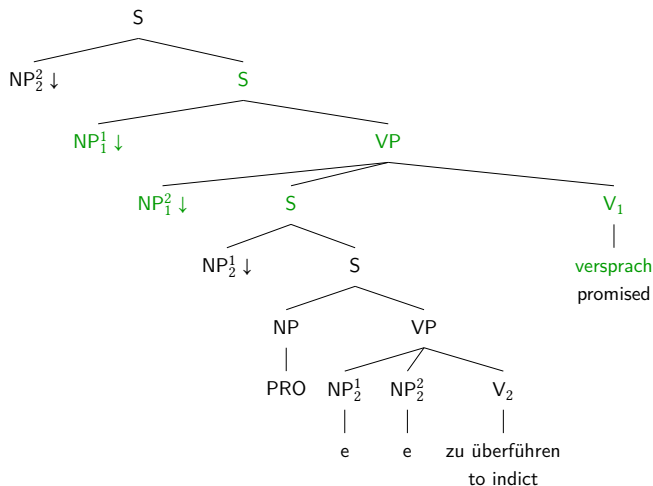 S
NP²₂ ↓ S
NP¹₁ ↓ VP
NP²₁ ↓ S V₁
NP¹₂ ↓ S versprach
promised
NP VP
PRO NP¹₂ NP²₂ V₂
e e zu überführen
to indict